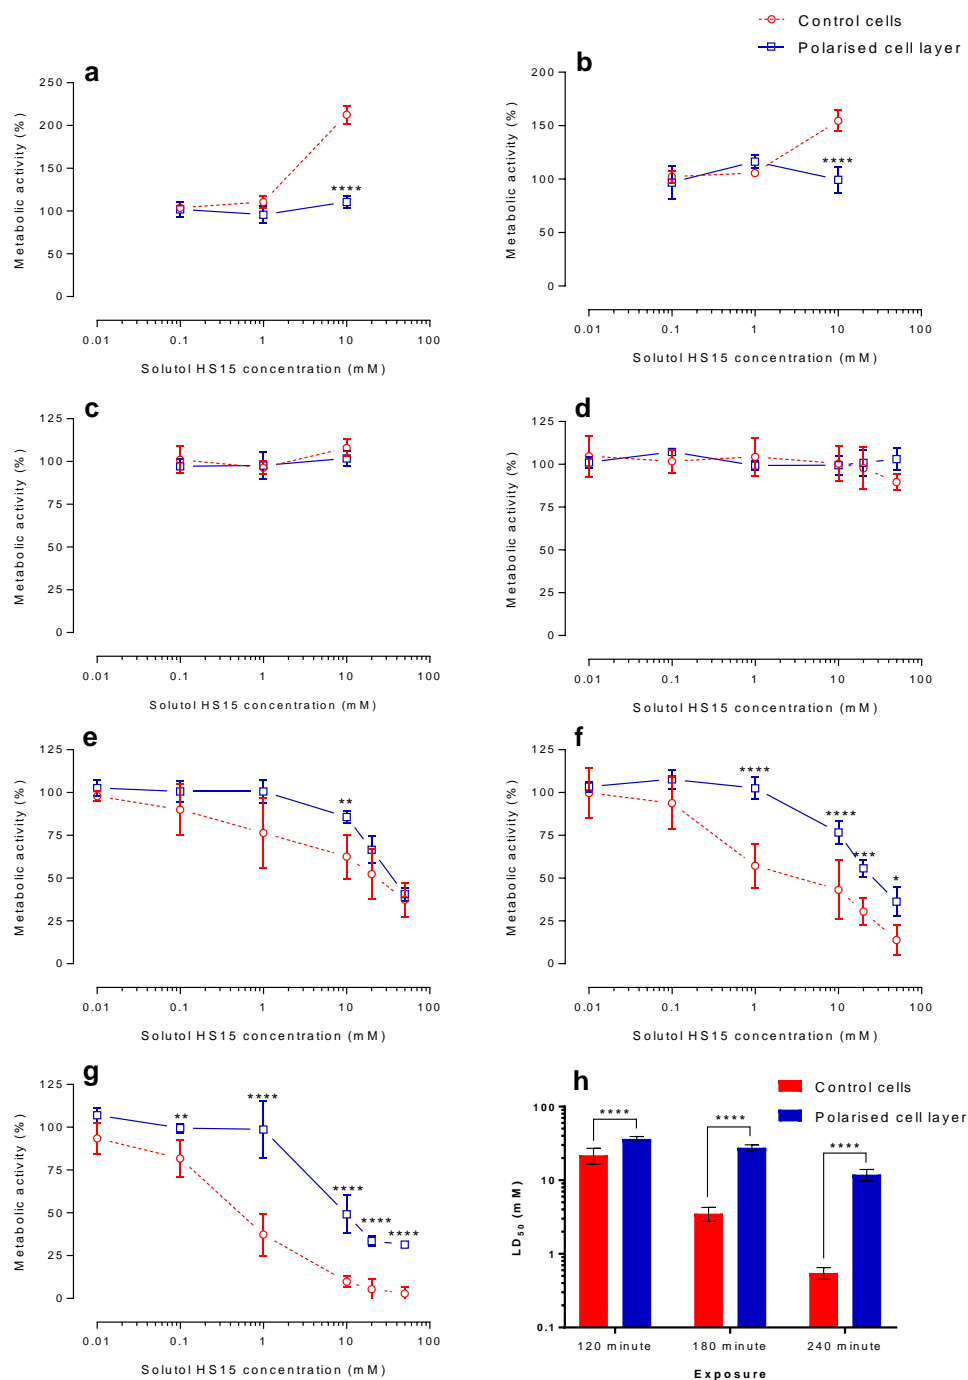 Control cells
Polarised cell layer
a
250
200
150
100
50
0
Metabolic activity (%)
****
0.01 0.1 1 10 100
Solutol HS15 concentration (mM)
b
200
150
100
50
0
Metabolic activity (%)
****
0.01 0.1 1 10 100
Solutol HS15 concentration (mM)
c
125
100
75
50
25
0
Metabolic activity (%)
0.01 0.1 1 10 100
Solutol HS15 concentration (mM)
d
125
100
75
50
25
0
Metabolic activity (%)
0.01 0.1 1 10 100
Solutol HS15 concentration (mM)
e
125
100
75
50
25
0
Metabolic activity (%)
**
0.01 0.1 1 10 100
Solutol HS15 concentration (mM)
f
125
100
75
50
25
0
Metabolic activity (%)
****
****
***
*
0.01 0.1 1 10 100
Solutol HS15 concentration (mM)
g
125
100
75
50
25
0
Metabolic activity (%)
**
****
****
****
****
0.01 0.1 1 10 100
Solutol HS15 concentration (mM)
h
Control cells
Polarised cell layer
100
10
1
0.1
LD50 (mM)
****
****
****
120 minute 180 minute 240 minute
Exposure